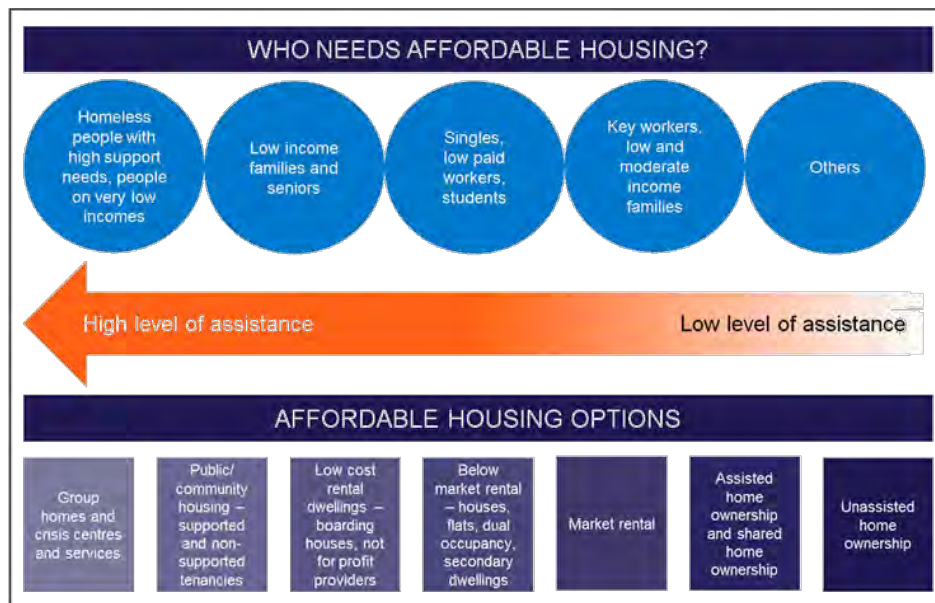 WHO NEEDS AFFORDABLE HOUSING?
Homeless
people with
high support
needs, people
on very low
incomes
Low income
families and
seniors
Singles,
low paid
workers,
students
Key workers,
low and
moderate
income
families
Others
High level of assistance
Low level of assistance
AFFORDABLE HOUSING OPTIONS
Group
homes and
crisis centres
and services
Public/
community
housing –
supported
and non-
supported
tenancies
Low cost
rental
dwellings –
boarding
houses, not
for profit
providers
Below
market rental
– houses,
flats, dual
occupancy,
secondary
dwellings
Market rental
Assisted
home
ownership
and shared
home
ownership
Unassisted
home
ownership